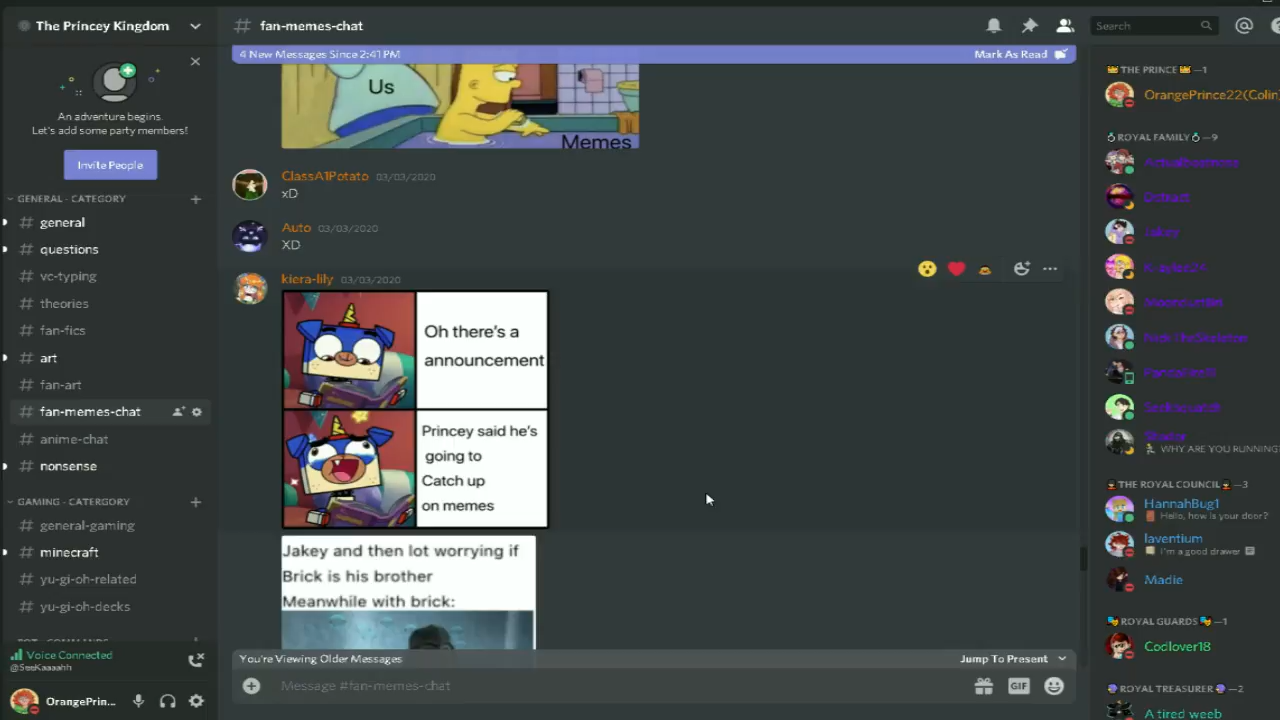 The Princey Kingdom
An adventure begins.
Let's add some party members!
Invite People
GENERAL - CATEGORY
general
questions
vc-typing
theories
fan-fics
art
fan-art
fan-memes-chat
anime-chat
nonsense
GAMING - CATERGORY
general-gaming
minecraft
yu-gi-oh-related
yu-gi-oh-decks
Voice Connected
OrangePrin...
fan-memes-chat
Search
4 New Messages Since 2:41 PM
Mark As Read
Us
Memes
ClassA1Potato 03/03/2020
xD
Auto 03/03/2020
XD
kiera-lily 03/03/2020
Oh there's a
announcement
Princey said he's
going to
Catch up
on memes
Jakey and then lot worrying if
Brick is his brother
Meanwhile with brick:
You're Viewing Older Messages
Jump To Present
Message #fan-memes-chat
GIF
THE PRINCE —1
OrangePrince22(Colin
ROYAL FAMILY —9
Jakey
NickTheSkeleton
Shadow
WHY ARE YOU RUNNING?
THE ROYAL COUNCIL —3
HannahBug1
Hello, how is your door?
laventium
I'm a good drawer
Madie
ROYAL GUARDS —1
Codlover18
ROYAL TREASURER —2
A tired weeb